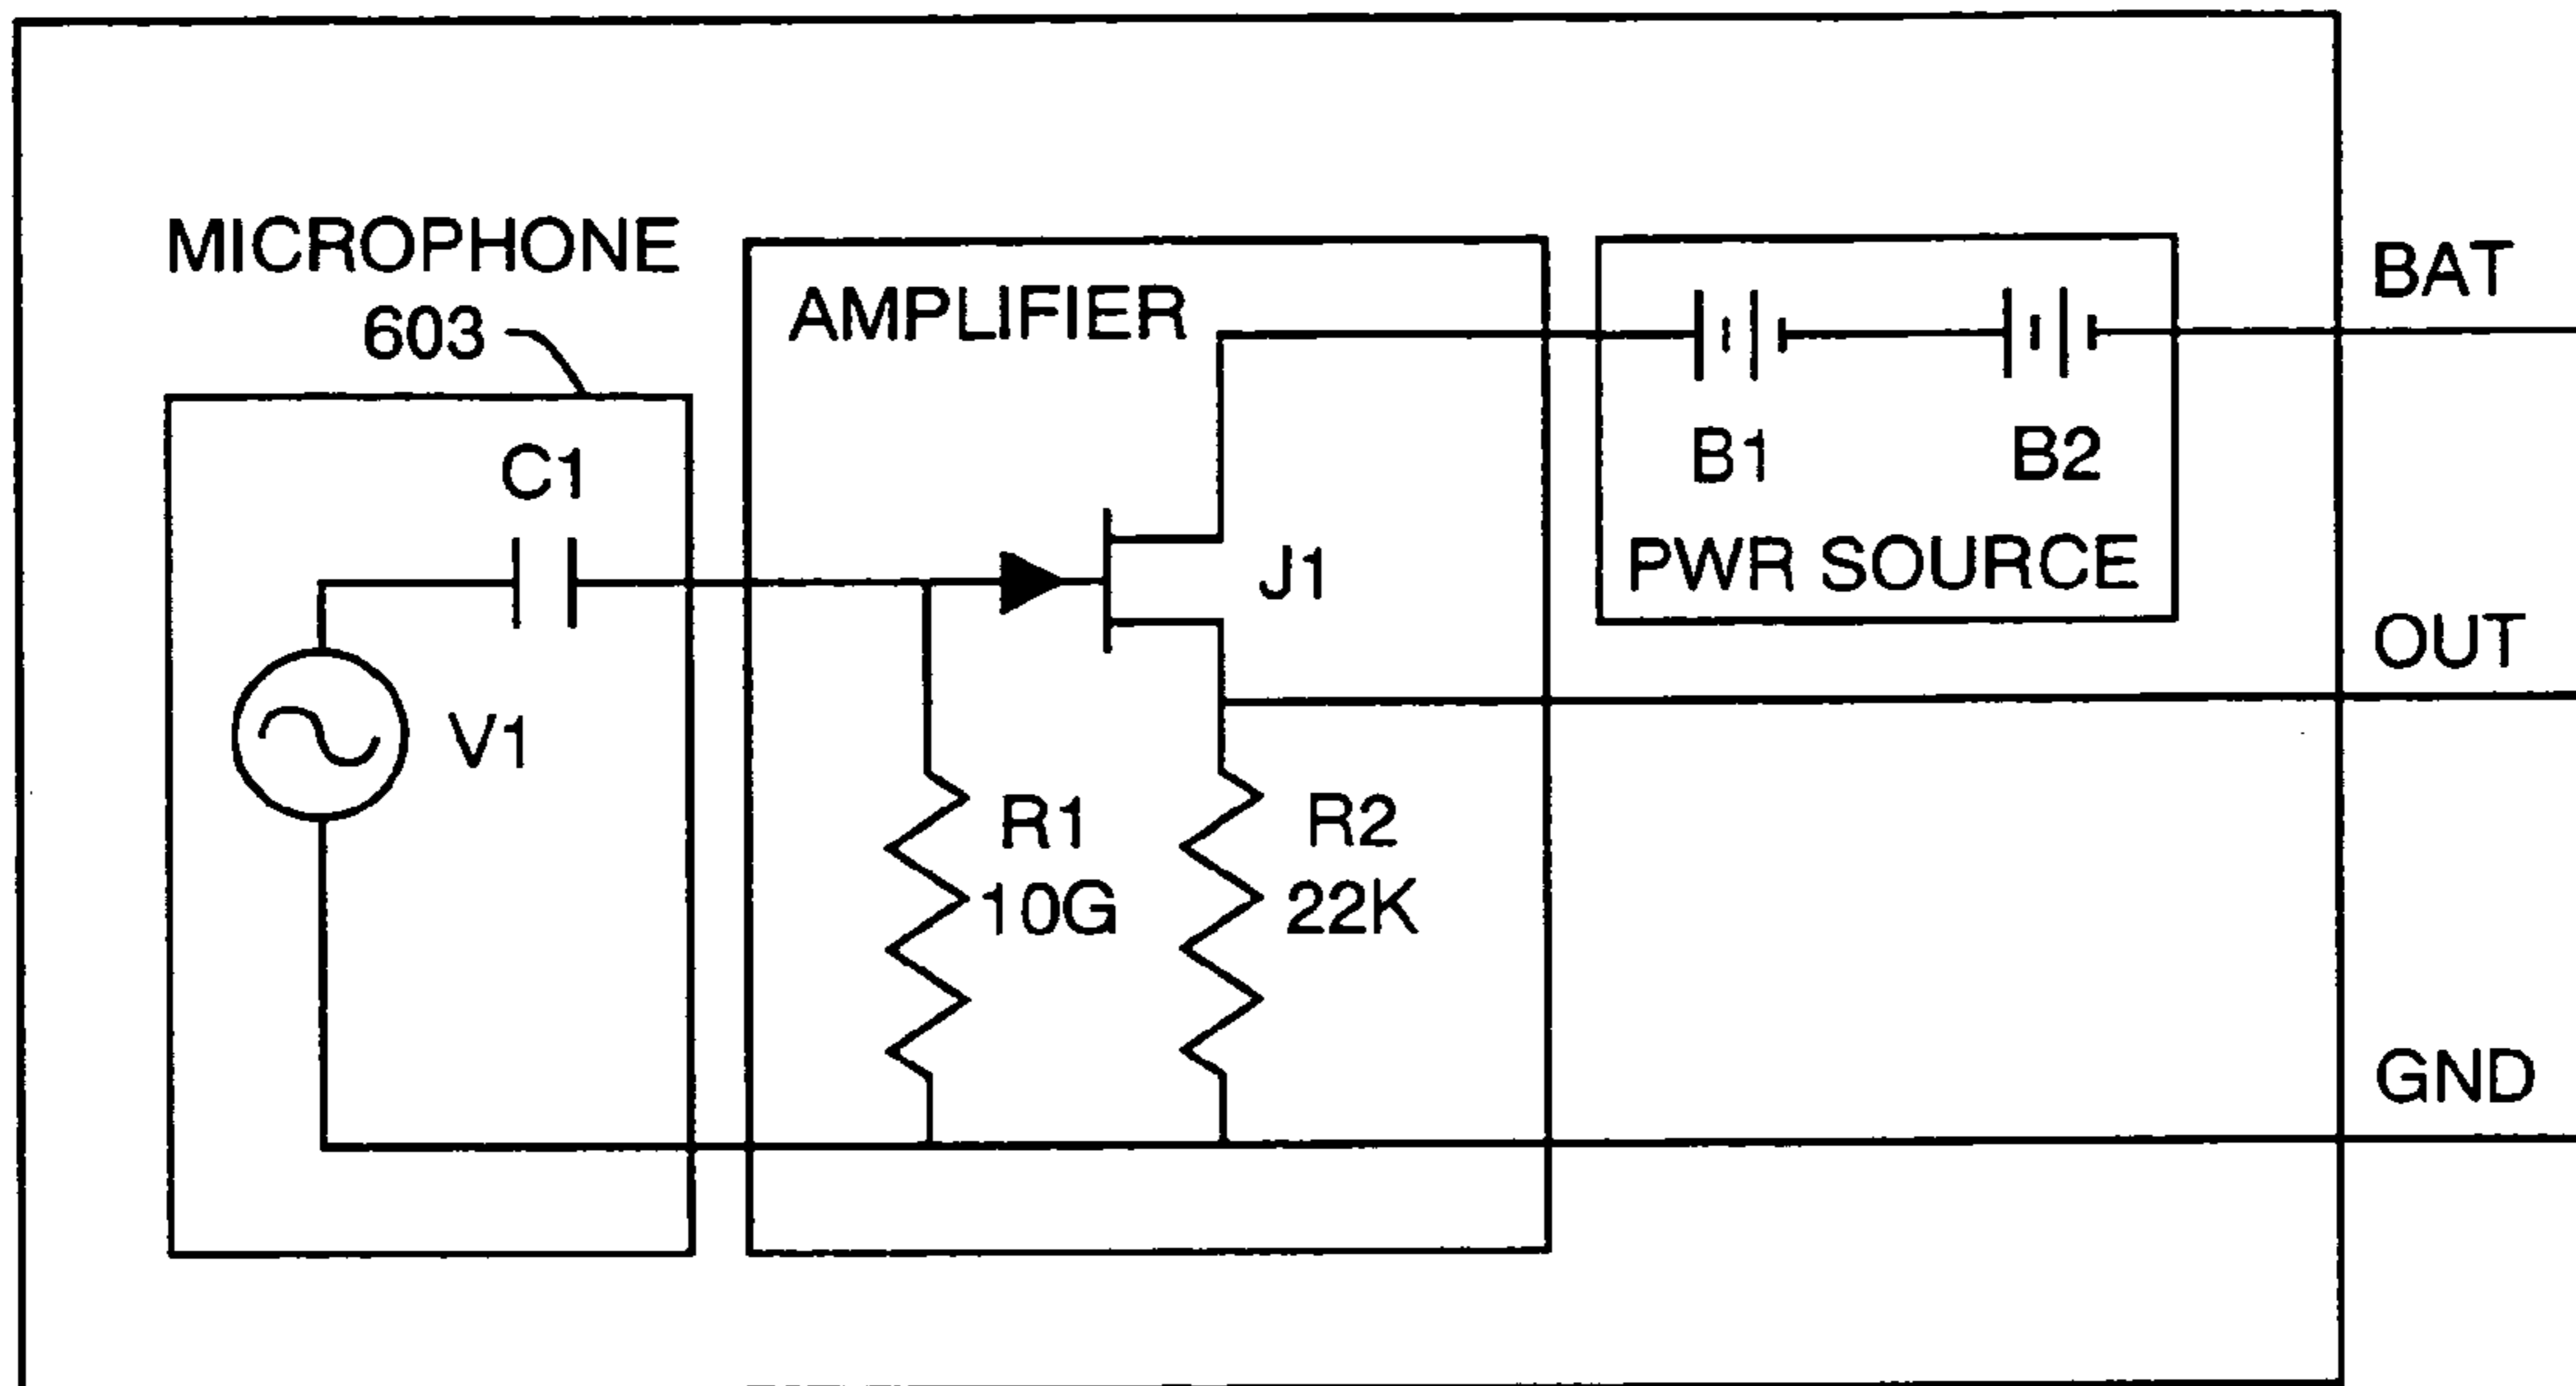 MICROPHONE
603
C1
V1
AMPLIFIER
J1
R1
10G
R2
22K
B1
B2
PWR SOURCE
BAT
OUT
GND